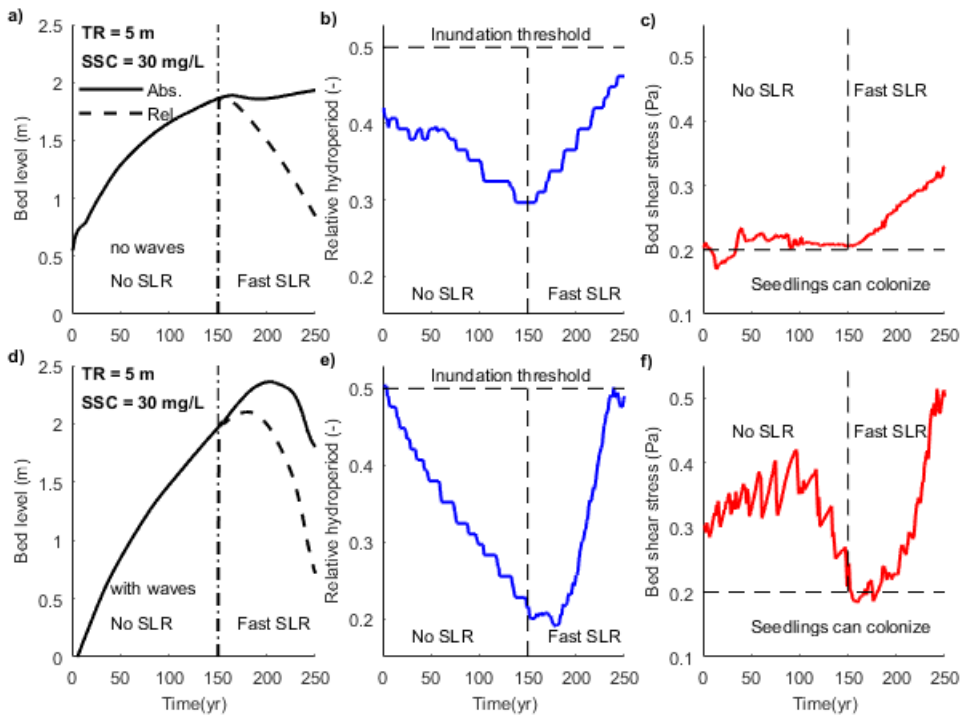 a)
TR = 5 m
SSC = 30 mg/L
Abs.
Rel.
no waves
No SLR
Fast SLR
Bed level (m)
2.5
2
1.5
1
0.5
0
0
50
100
150
200
250
b)
Inundation threshold
No SLR
Fast SLR
Relative hydroperiod (-)
0.5
0.4
0.3
0.2
0
50
100
150
200
250
c)
No SLR
Fast SLR
Seedlings can colonize
Bed shear stress (Pa)
0.5
0.4
0.3
0.2
0.1
0
50
100
150
200
250
d)
TR = 5 m
SSC = 30 mg/L
with waves
No SLR
Fast SLR
Bed level (m)
2.5
2
1.5
1
0.5
0
0
50
100
150
200
250
Time(yr)
e)
Inundation threshold
No SLR
Fast SLR
Relative hydroperiod (-)
0.5
0.4
0.3
0.2
0
50
100
150
200
250
Time(yr)
f)
No SLR
Fast SLR
Seedlings can colonize
Bed shear stress (Pa)
0.5
0.4
0.3
0.2
0.1
0
50
100
150
200
250
Time(yr)